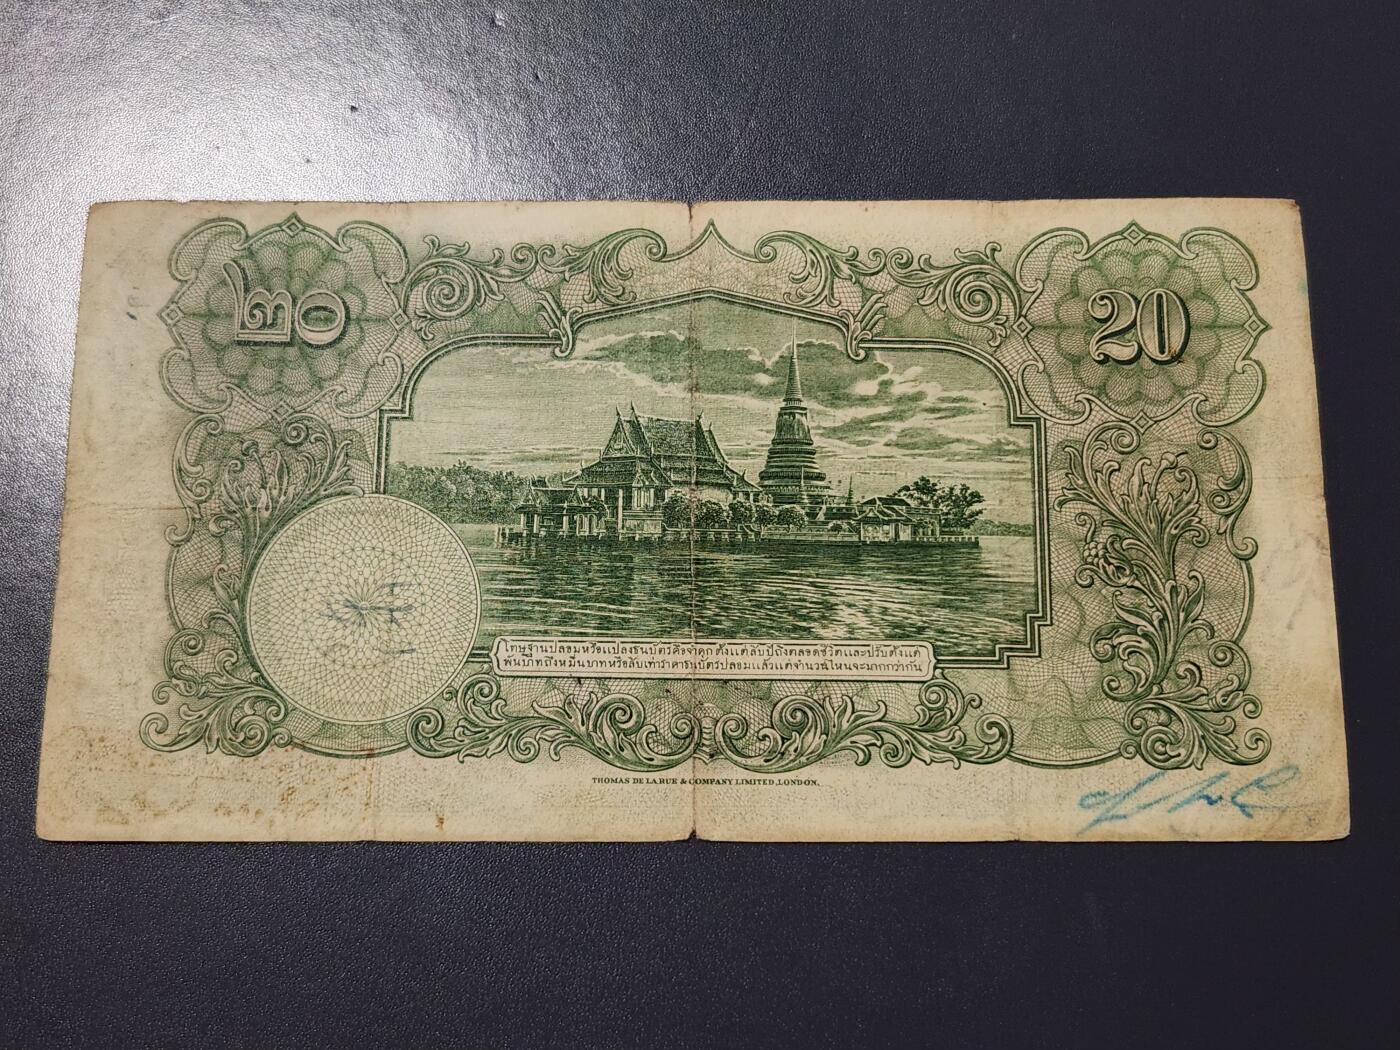 ๒๐
20
โทษฐานปลอมหรือแปลงธนบัตรคือจำคุกตั้งแต่สิบปีถึงตลอดชีวิตและปรับตั้งแต่
พันบาทถึงหมื่นบาทหรือสิบเท่าราคาธนบัตรปลอมแล้วแต่จำนวนไหนจะมากกว่ากัน
THOMAS DE LA RUE & COMPANY LIMITED, LONDON.